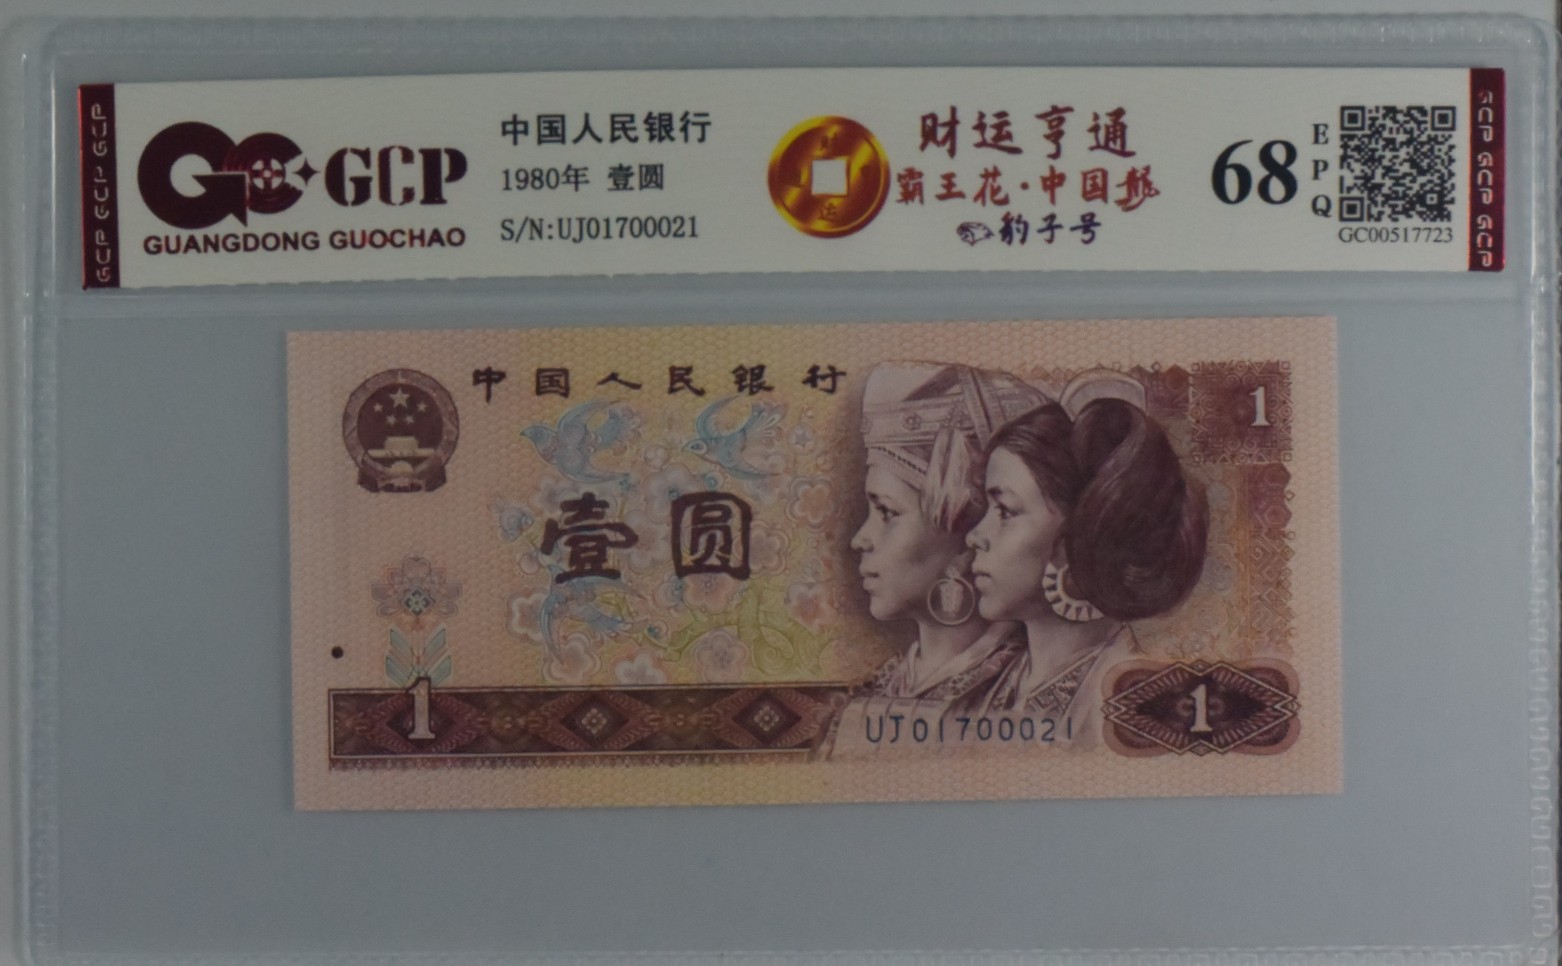 GCP
GUANGDONG GUOCHAO
中国人民银行
1980年 壹圆
S/N:UJ01700021
财运亨通
霸王花·中国龍
豹子号
68
EPQ
GC00517723
GCP GCP GCP
GCP GCP GCP
中国人民银行
1
壹圆
1
UJ01700021
1